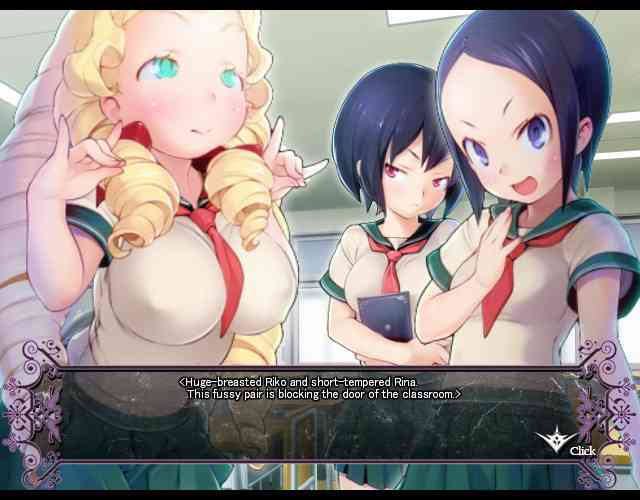 <Huge-breasted Riko and short-tempered Rina.
This fussy pair is blocking the door of the classroom.>
Click